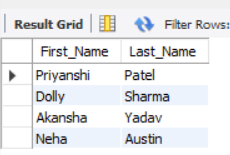 Result Grid Filter Rows:
First_Name Last_Name
Priyanshi Patel
Dolly Sharma
Akansha Yadav
Neha Austin